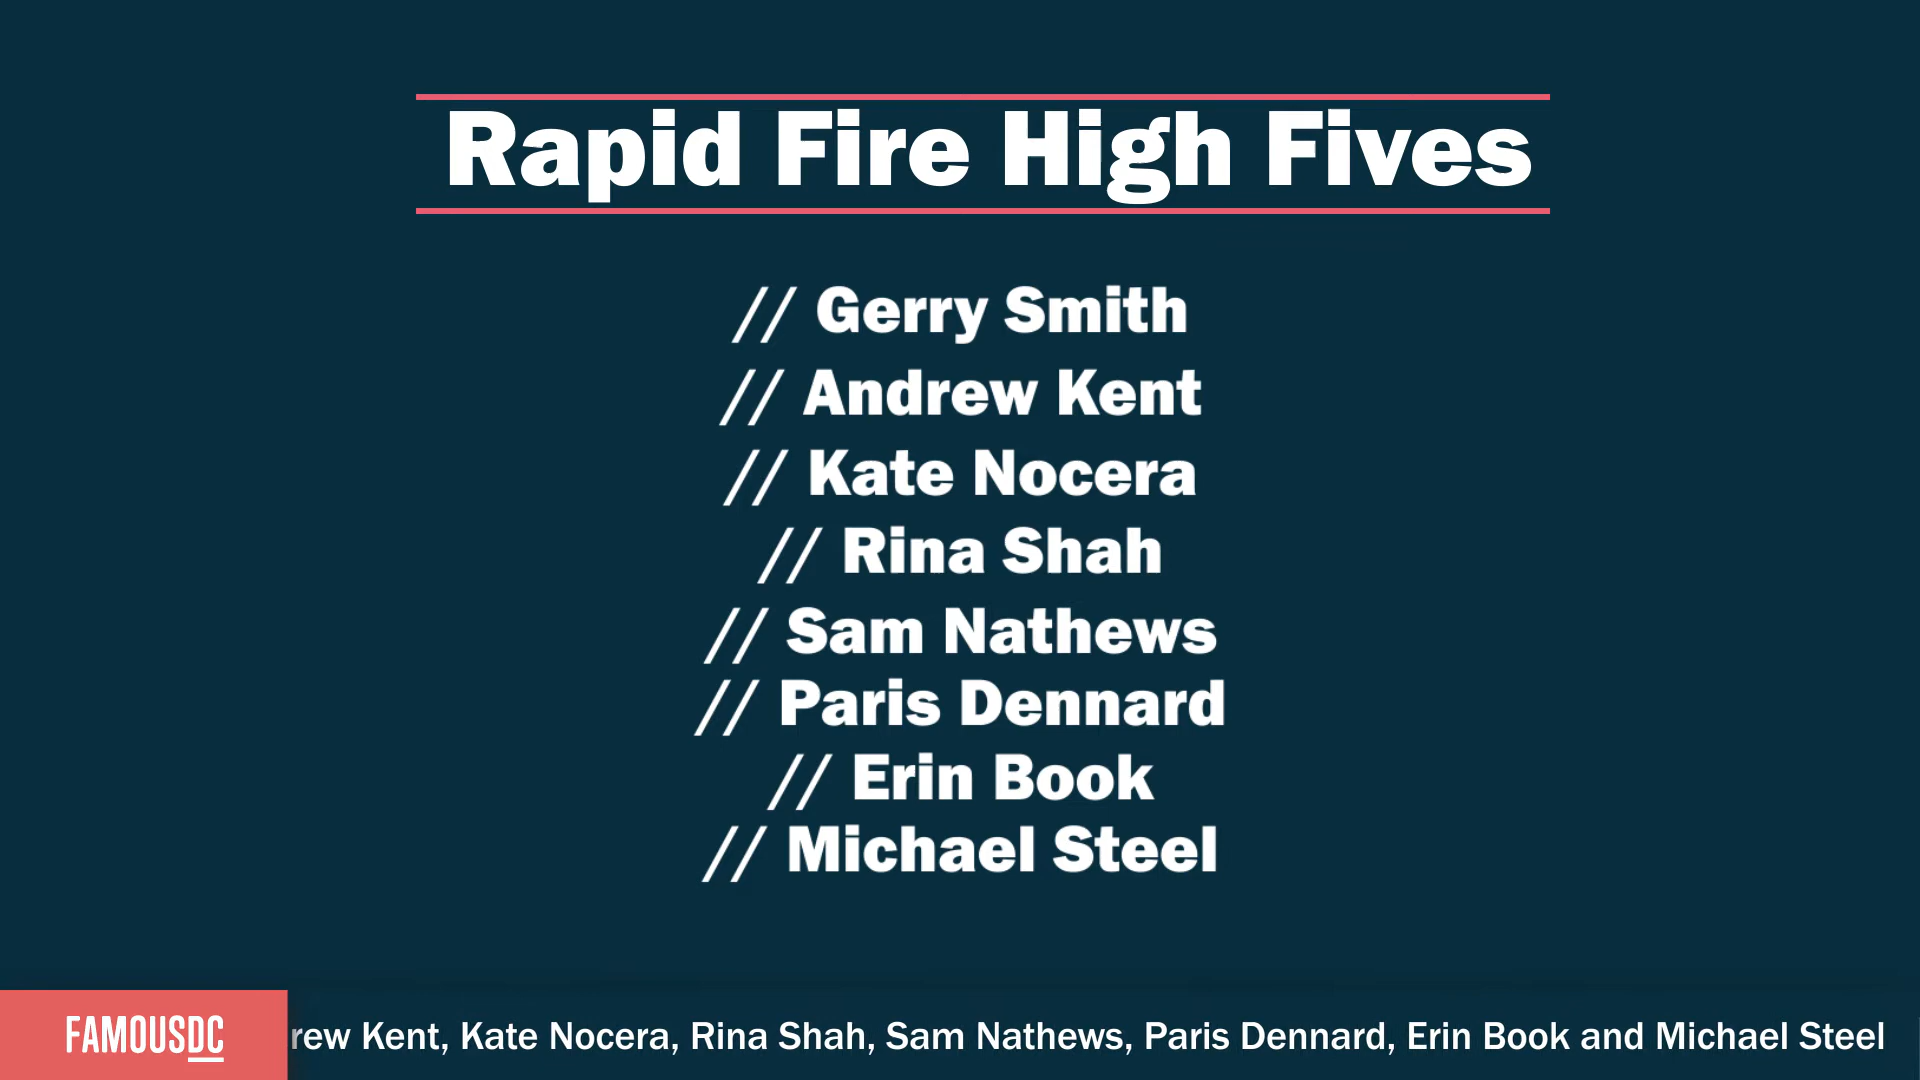 Rapid Fire High Fives
// Gerry Smith
// Andrew Kent
// Kate Nocera
// Rina Shah
// Sam Nathews
// Paris Dennard
// Erin Book
// Michael Steel
FAMOUSDC
rew Kent, Kate Nocera, Rina Shah, Sam Nathews, Paris Dennard, Erin Book and Michael Steel